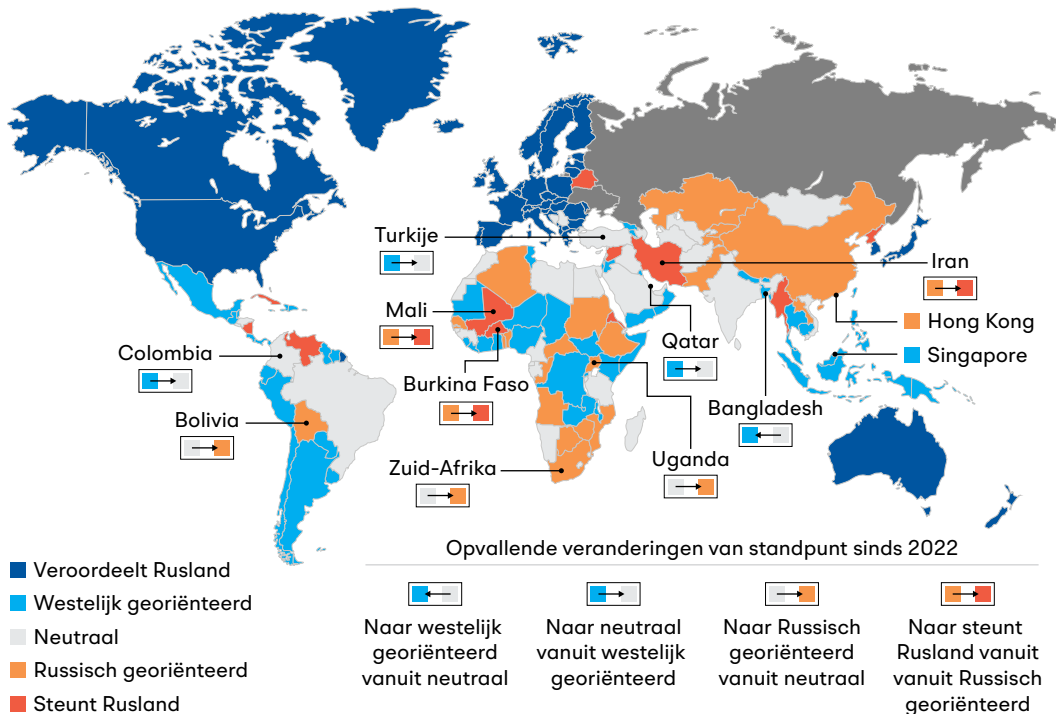 Turkije
Iran
Mali
Hong Kong
Qatar
Singapore
Colombia
Burkina Faso
Bangladesh
Bolivia
Uganda
Zuid-Afrika
Opvallende veranderingen van standpunt sinds 2022
Veroordeelt Rusland
Westelijk georiënteerd
Neutraal
Russisch georiënteerd
Steunt Rusland
Naar westelijk
georiënteerd
vanuit neutraal
Naar neutraal
vanuit westelijk
georiënteerd
Naar Russisch
georiënteerd
vanuit neutraal
Naar steunt
Rusland vanuit
vanuit Russisch
georiënteerd